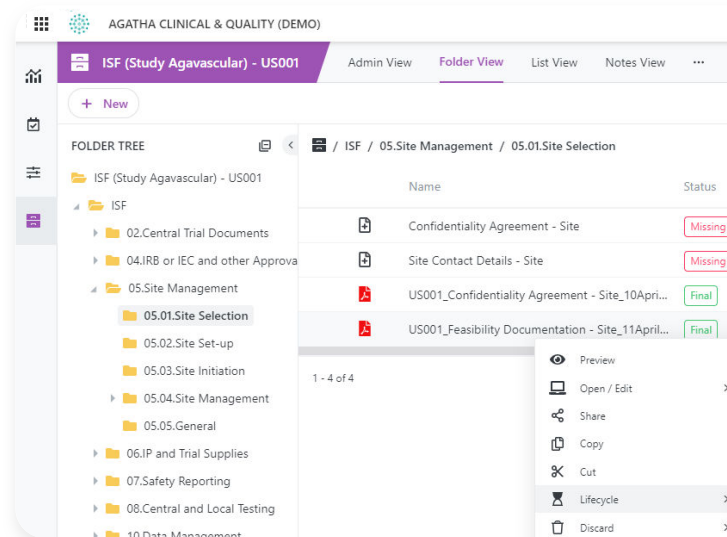 AGATHA CLINICAL & QUALITY (DEMO)
ISF (Study Agavascular) - US001
Admin View
Folder View
List View
Notes View
...
+ New
FOLDER TREE
ISF (Study Agavascular) - US001
ISF
02.Central Trial Documents
04.IRB or IEC and other Approva
05.Site Management
05.01.Site Selection
05.02.Site Set-up
05.03.Site Initiation
05.04.Site Management
05.05.General
06.IP and Trial Supplies
07.Safety Reporting
08.Central and Local Testing
10.Data Management
/ ISF / 05.Site Management / 05.01.Site Selection
Name Status
Confidentiality Agreement - Site Missing
Site Contact Details - Site Missing
US001_Confidentiality Agreement - Site_10Apri... Final
US001_Feasibility Documentation - Site_11April... Final
1 - 4 of 4
Preview
Open / Edit
Share
Copy
Cut
Lifecycle
Discard